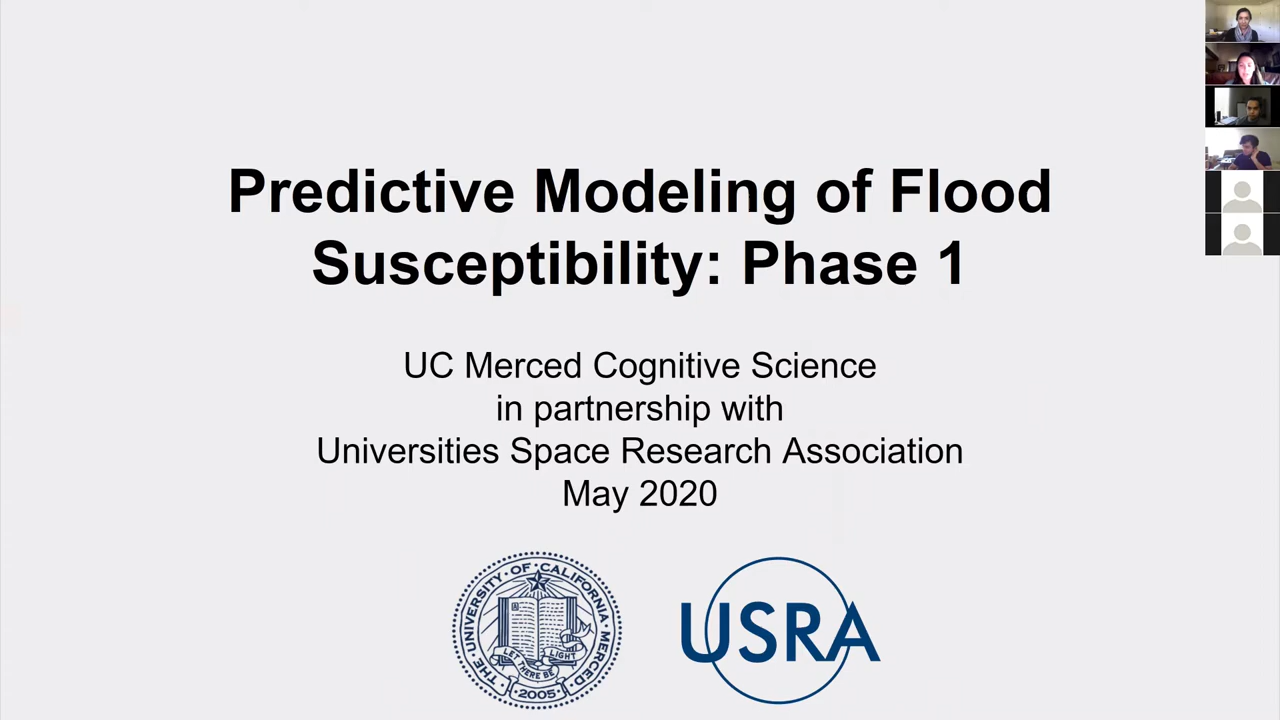 Predictive Modeling of Flood
Susceptibility: Phase 1
UC Merced Cognitive Science
in partnership with
Universities Space Research Association
May 2020
THE UNIVERSITY OF CALIFORNIA MERCED
LET THERE BE LIGHT
2005
USRA